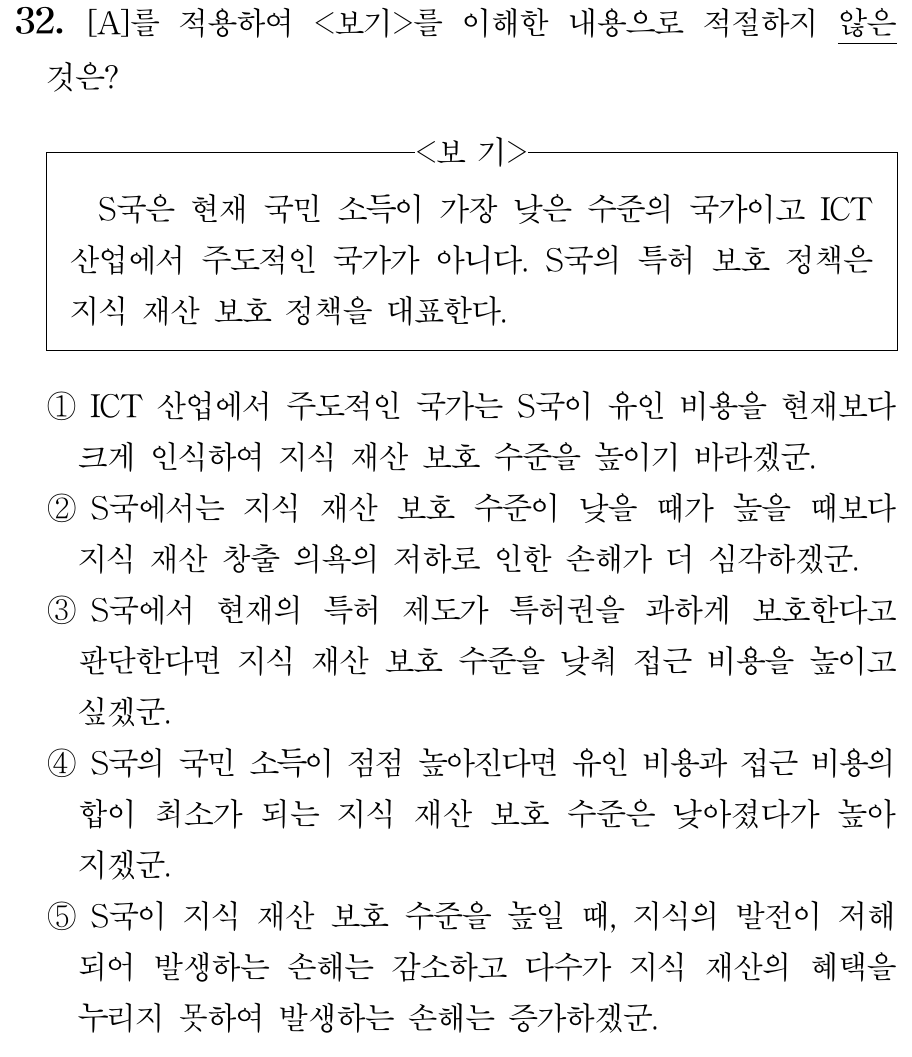 32. [A]를 적용하여 <보기>를 이해한 내용으로 적절하지 않은
것은?
<보 기>
S국은 현재 국민 소득이 가장 낮은 수준의 국가이고 ICT
산업에서 주도적인 국가가 아니다. S국의 특허 보호 정책은
지식 재산 보호 정책을 대표한다.
① ICT 산업에서 주도적인 국가는 S국이 유인 비용을 현재보다
크게 인식하여 지식 재산 보호 수준을 높이기 바라겠군.
② S국에서는 지식 재산 보호 수준이 낮을 때가 높을 때보다
지식 재산 창출 의욕의 저하로 인한 손해가 더 심각하겠군.
③ S국에서 현재의 특허 제도가 특허권을 과하게 보호한다고
판단한다면 지식 재산 보호 수준을 낮춰 접근 비용을 높이고
싶겠군.
④ S국의 국민 소득이 점점 높아진다면 유인 비용과 접근 비용의
합이 최소가 되는 지식 재산 보호 수준은 낮아졌다가 높아
지겠군.
⑤ S국이 지식 재산 보호 수준을 높일 때, 지식의 발전이 저해
되어 발생하는 손해는 감소하고 다수가 지식 재산의 혜택을
누리지 못하여 발생하는 손해는 증가하겠군.